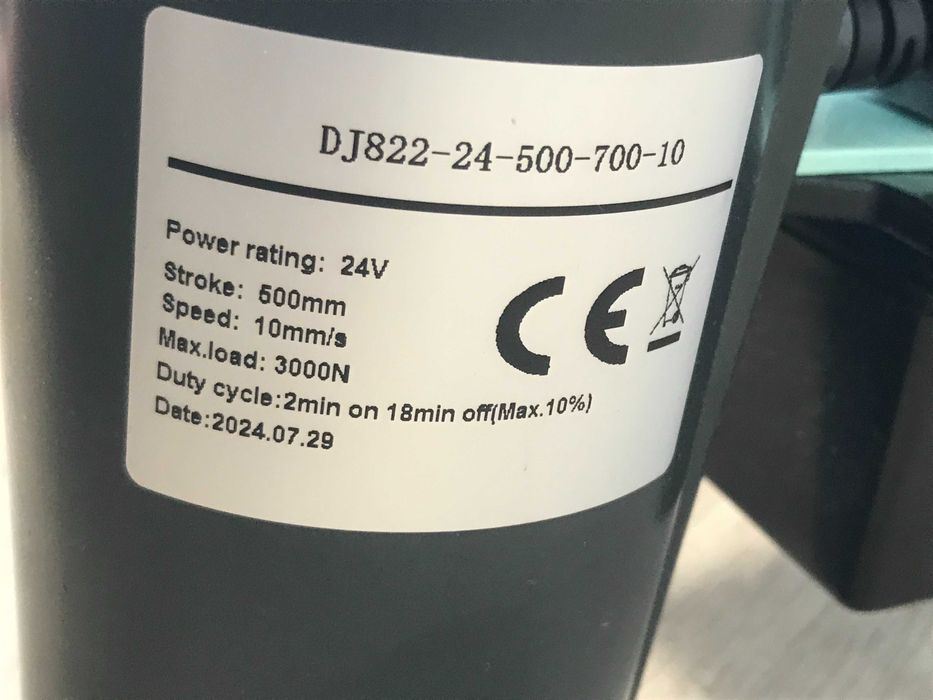 DJ822-24-500-700-10
Power rating: 24V
Stroke: 500mm
Speed: 10mm/s
Max.load: 3000N
Duty cycle:2min on 18min off(Max.10%)
Date:2024.07.29
CE